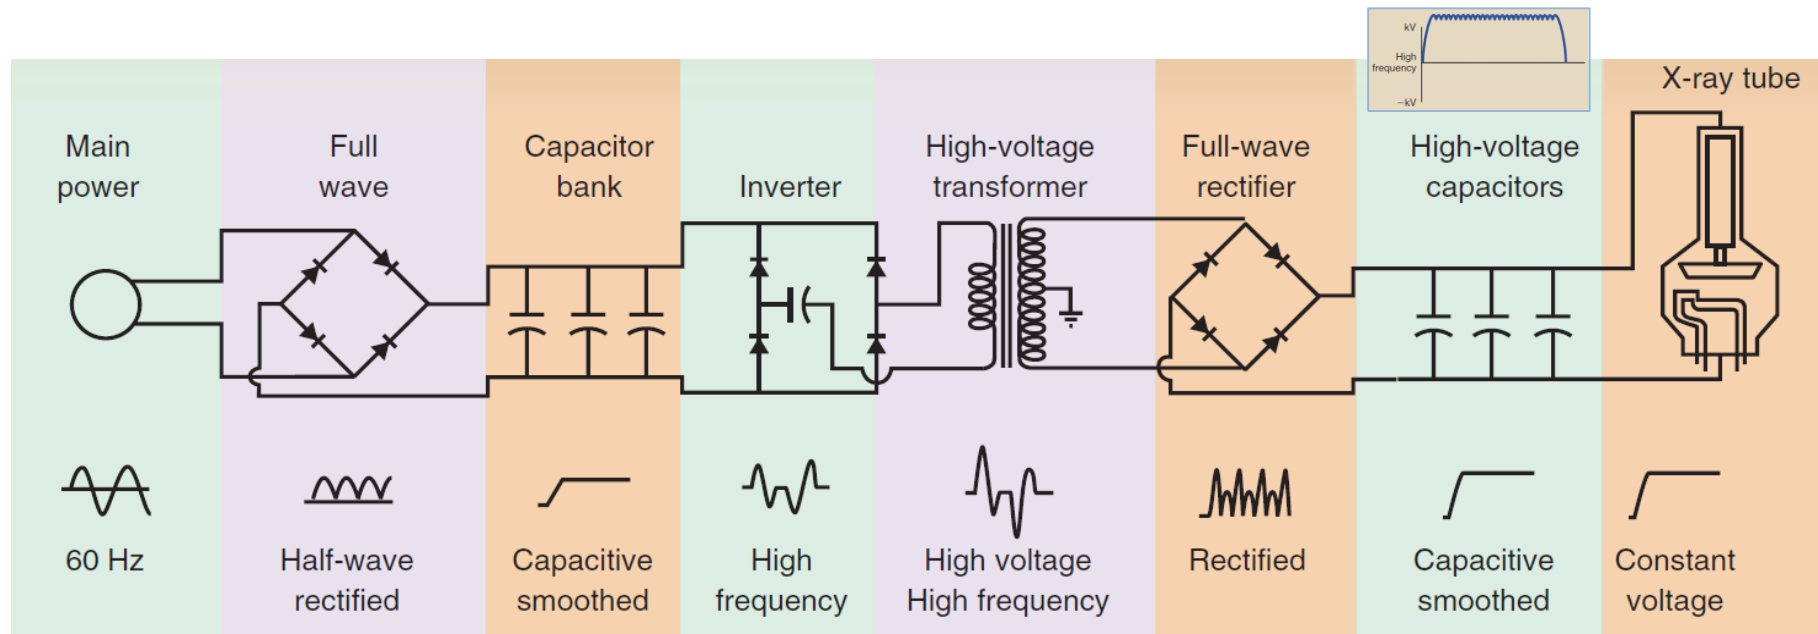 kV
High
frequency
−kV
X-ray tube
Main
power
Full
wave
Capacitor
bank
Inverter
High-voltage
transformer
Full-wave
rectifier
High-voltage
capacitors
60 Hz
Half-wave
rectified
Capacitive
smoothed
High
frequency
High voltage
High frequency
Rectified
Capacitive
smoothed
Constant
voltage